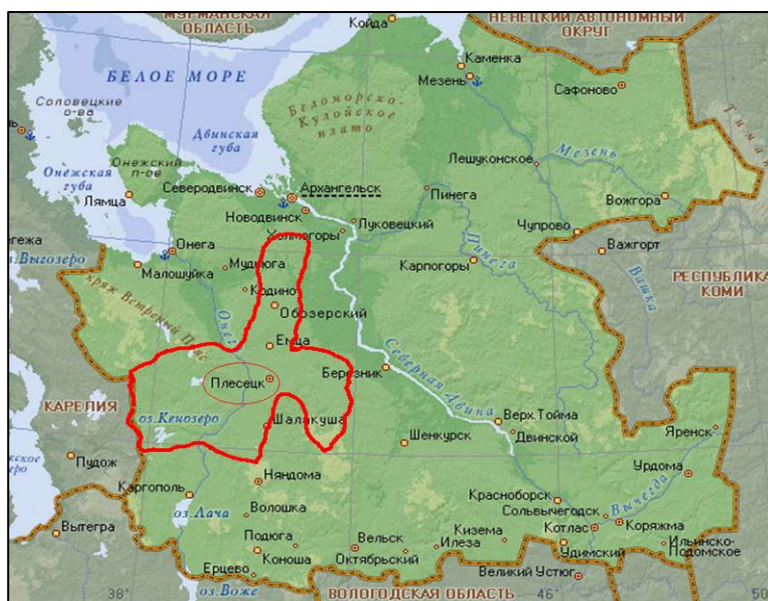 МУРМАНСКАЯ
ОБЛАСТЬ
Койда
НЕНЕЦКИЙ АВТОНОМНЫЙ
ОКРУГ
Каменка
Мезень
Сафоново
БЕЛОЕ МОРЕ
Соловецкие
о-ва
Беломорско-
Кулойское
плато
Двинская
губа
Мезень
Лешуконское
Онежский
п-ов
Онежская
губа
Лямца
Северодвинск
Архангельск
Пинега
Вожгора
Новодвинск
Луковецкий
Холмогоры
Чупрово
Важгорт
Онега
оз.Выгозеро
Малошуйка
Мудьюга
Пинега
Карпогоры
Вашка
РЕСПУБЛИКА
КОМИ
Кодино
кряж Ветреный Пояс
Онега
Обозерский
Емца
Северная Двина
Березник
Плесецк
КАРЕЛИЯ
оз.Кенозеро
Шалакуша
Верх.Тойма
Двинской
Шенкурск
Яренск
Пудож
Няндома
Урдома
Каргополь
Красноборск
Вычегда
Сольвычегодск
оз.Лача
Волошка
Вытегра
Котлас
Коряжма
Подюга
Вельск
Кизема
Илеза
Коноша
Октябрьский
Удимский
Ильинско-
Подомское
Ерцево
Великий Устюг
38°
оз.Воже
ВОЛОГОДСКАЯ ОБЛАСТЬ
46°
50